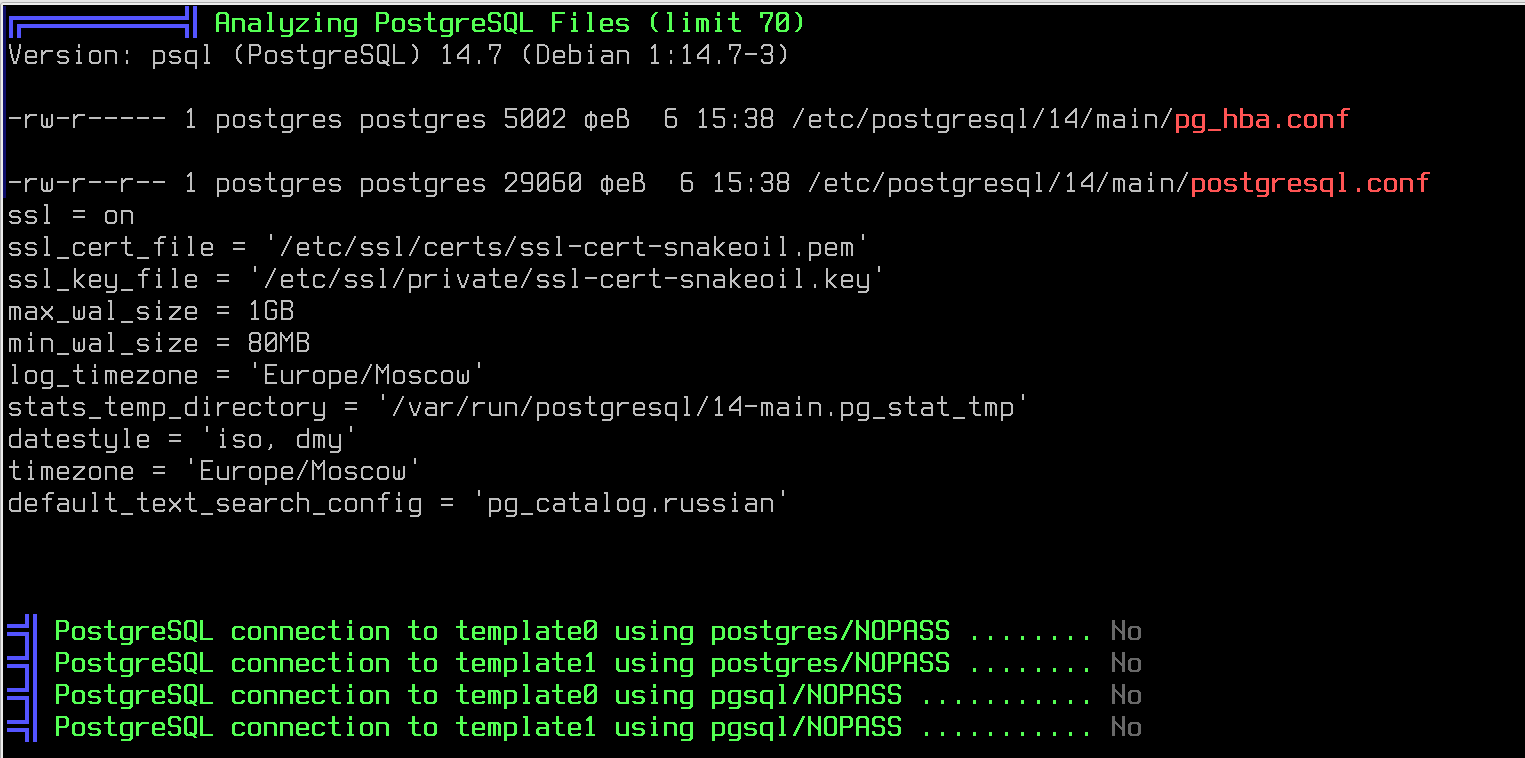 ╔══════════╣ Analyzing PostgreSQL Files (limit 70)
Version: psql (PostgreSQL) 14.7 (Debian 1:14.7-3)
-rw-r----- 1 postgres postgres 5002 фев  6 15:38 /etc/postgresql/14/main/pg_hba.conf
-rw-r--r-- 1 postgres postgres 29060 фев  6 15:38 /etc/postgresql/14/main/postgresql.conf
ssl = on
ssl_cert_file = '/etc/ssl/certs/ssl-cert-snakeoil.pem'
ssl_key_file = '/etc/ssl/private/ssl-cert-snakeoil.key'
max_wal_size = 1GB
min_wal_size = 80MB
log_timezone = 'Europe/Moscow'
stats_temp_directory = '/var/run/postgresql/14-main.pg_stat_tmp'
datestyle = 'iso, dmy'
timezone = 'Europe/Moscow'
default_text_search_config = 'pg_catalog.russian'
═╣ PostgreSQL connection to template0 using postgres/NOPASS ........ No
═╣ PostgreSQL connection to template1 using postgres/NOPASS ........ No
═╣ PostgreSQL connection to template0 using pgsql/NOPASS ........... No
═╣ PostgreSQL connection to template1 using pgsql/NOPASS ........... No